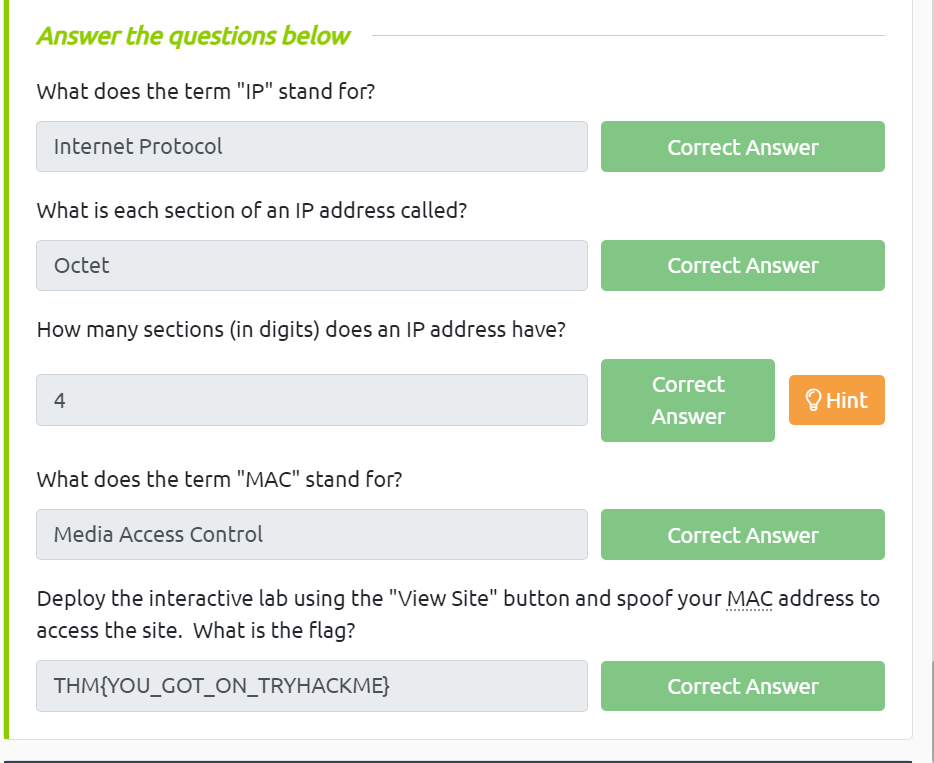 Answer the questions below
What does the term "IP" stand for?
Internet Protocol
Correct Answer
What is each section of an IP address called?
Octet
Correct Answer
How many sections (in digits) does an IP address have?
4
Correct
Answer
Hint
What does the term "MAC" stand for?
Media Access Control
Correct Answer
Deploy the interactive lab using the "View Site" button and spoof your MAC address to
access the site.  What is the flag?
THM{YOU_GOT_ON_TRYHACKME}
Correct Answer